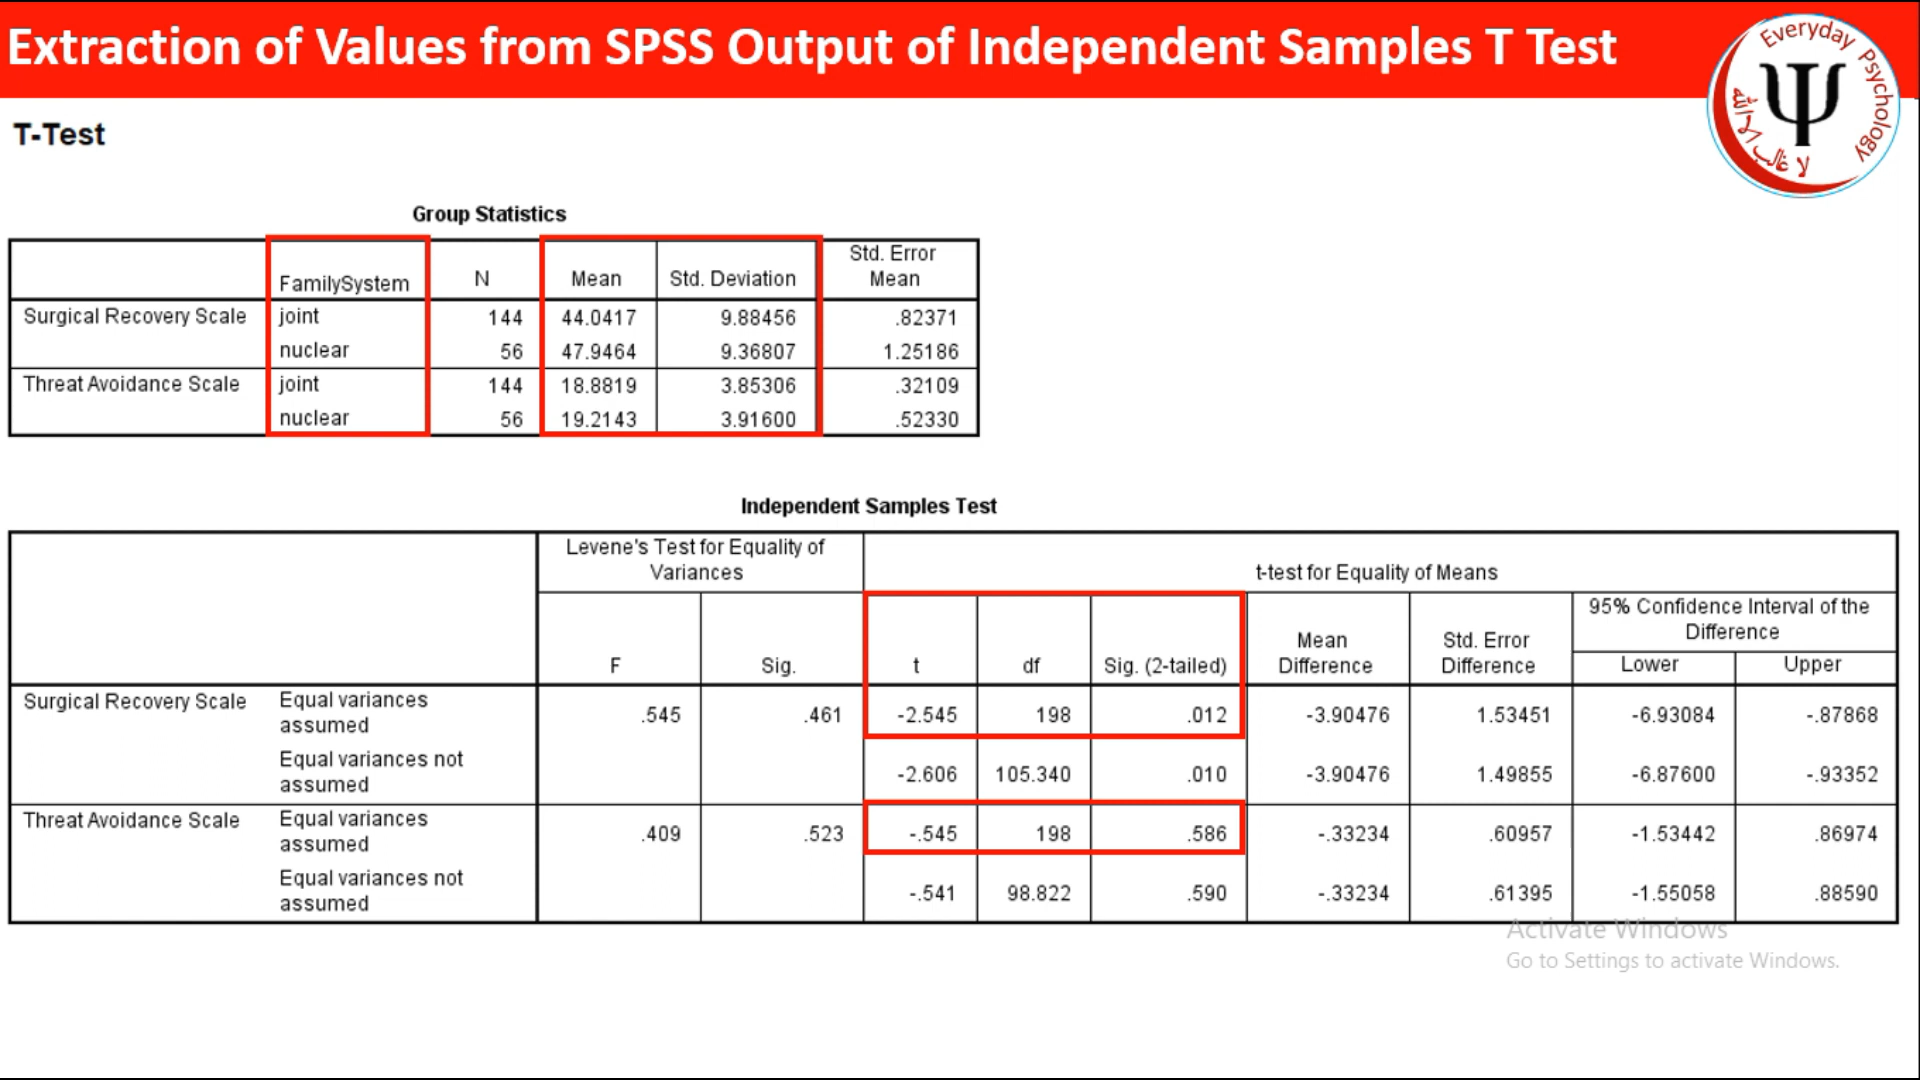 Extraction of Values from SPSS Output of Independent Samples T Test
Everyday Psychology
لا غالب الا الله
T-Test
Group Statistics
FamilySystem N Mean Std. Deviation Std. Error Mean
Surgical Recovery Scale joint 144 44.0417 9.88456 .82371
nuclear 56 47.9464 9.36807 1.25186
Threat Avoidance Scale joint 144 18.8819 3.85306 .32109
nuclear 56 19.2143 3.91600 .52330
Independent Samples Test
Levene's Test for Equality of Variances t-test for Equality of Means
95% Confidence Interval of the Difference
F Sig. t df Sig. (2-tailed) Mean Difference Std. Error Difference Lower Upper
Surgical Recovery Scale Equal variances assumed .545 .461 -2.545 198 .012 -3.90476 1.53451 -6.93084 -.87868
Equal variances not assumed -2.606 105.340 .010 -3.90476 1.49855 -6.87600 -.93352
Threat Avoidance Scale Equal variances assumed .409 .523 -.545 198 .586 -.33234 .60957 -1.53442 .86974
Equal variances not assumed -.541 98.822 .590 -.33234 .61395 -1.55058 .88590
Activate Windows
Go to Settings to activate Windows.